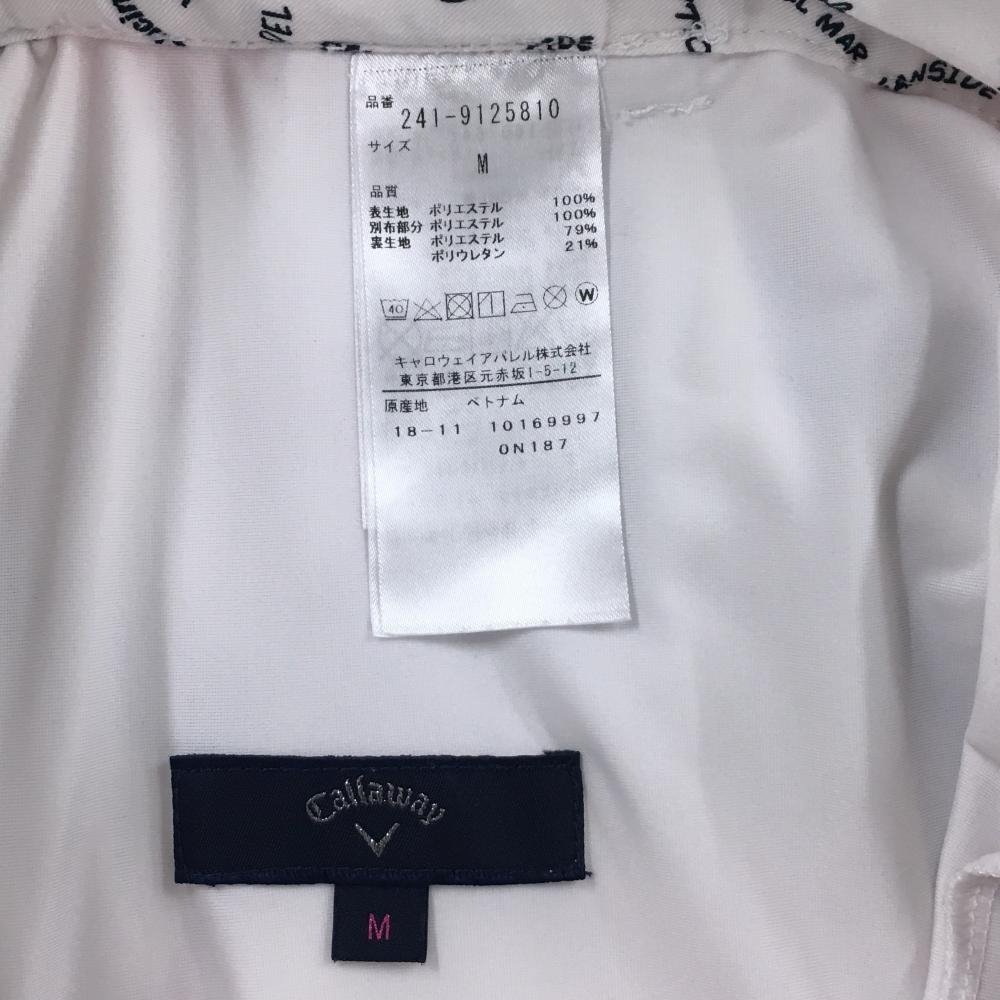 CEL MAR
EANSIDE
品番
241-9125810
サイズ
M
品質
表生地 ポリエステル 100%
別布部分 ポリエステル 100%
裏生地 ポリエステル 79%
ポリウレタン 21%
40
W
キャロウェイアパレル株式会社
東京都港区元赤坂1-5-12
原産地 ベトナム
18-11 10169997
0N187
Callaway
M